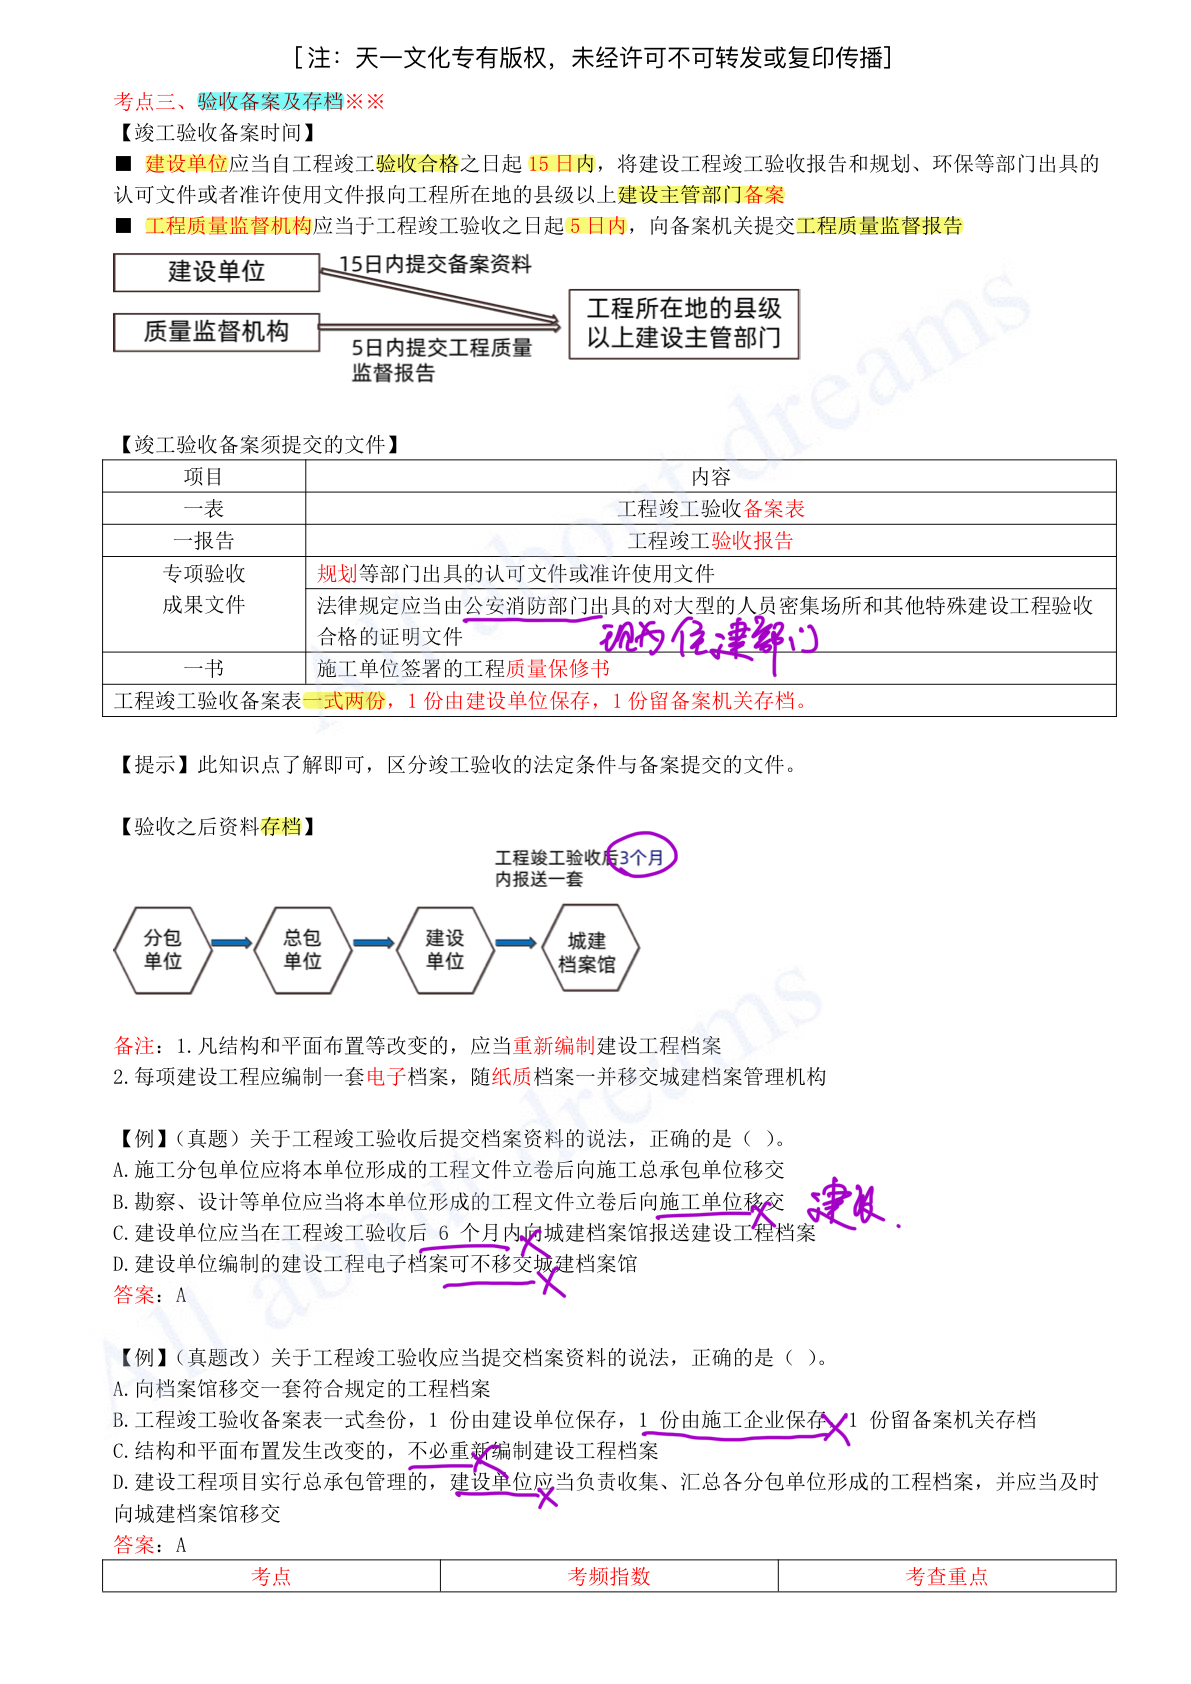 ［注：天一文化专有版权，未经许可不可转发或复印传播］
考点三、验收备案及存档※※
【竣工验收备案时间】
■ 建设单位应当自工程竣工验收合格之日起 15 日内，将建设工程竣工验收报告和规划、环保等部门出具的
认可文件或者准许使用文件报向工程所在地的县级以上建设主管部门备案
■ 工程质量监督机构应当于工程竣工验收之日起 5 日内，向备案机关提交工程质量监督报告
建设单位
15日内提交备案资料
质量监督机构
5日内提交工程质量
监督报告
工程所在地的县级
以上建设主管部门
【竣工验收备案须提交的文件】
项目 内容
一表 工程竣工验收备案表
一报告 工程竣工验收报告
专项验收 规划等部门出具的认可文件或准许使用文件
成果文件 法律规定应当由公安消防部门出具的对大型的人员密集场所和其他特殊建设工程验收
合格的证明文件
现为住建部门
一书 施工单位签署的工程质量保修书
工程竣工验收备案表一式两份，1 份由建设单位保存，1 份留备案机关存档。
【提示】此知识点了解即可，区分竣工验收的法定条件与备案提交的文件。
【验收之后资料存档】
工程竣工验收后3个月
内报送一套
分包
单位
总包
单位
建设
单位
城建
档案馆
备注：1.凡结构和平面布置等改变的，应当重新编制建设工程档案
2.每项建设工程应编制一套电子档案，随纸质档案一并移交城建档案管理机构
【例】（真题）关于工程竣工验收后提交档案资料的说法，正确的是（ ）。
A.施工分包单位应将本单位形成的工程文件立卷后向施工总承包单位移交
B.勘察、设计等单位应当将本单位形成的工程文件立卷后向施工单位移交
建设.
C.建设单位应当在工程竣工验收后 6 个月内向城建档案馆报送建设工程档案
D.建设单位编制的建设工程电子档案可不移交城建档案馆
答案：A
【例】（真题改）关于工程竣工验收应当提交档案资料的说法，正确的是（ ）。
A.向档案馆移交一套符合规定的工程档案
B.工程竣工验收备案表一式叁份，1 份由建设单位保存，1 份由施工企业保存，1 份留备案机关存档
C.结构和平面布置发生改变的，不必重新编制建设工程档案
D.建设工程项目实行总承包管理的，建设单位应当负责收集、汇总各分包单位形成的工程档案，并应当及时
向城建档案馆移交
答案：A
考点 考频指数 考查重点
All about dreams
All about dreams